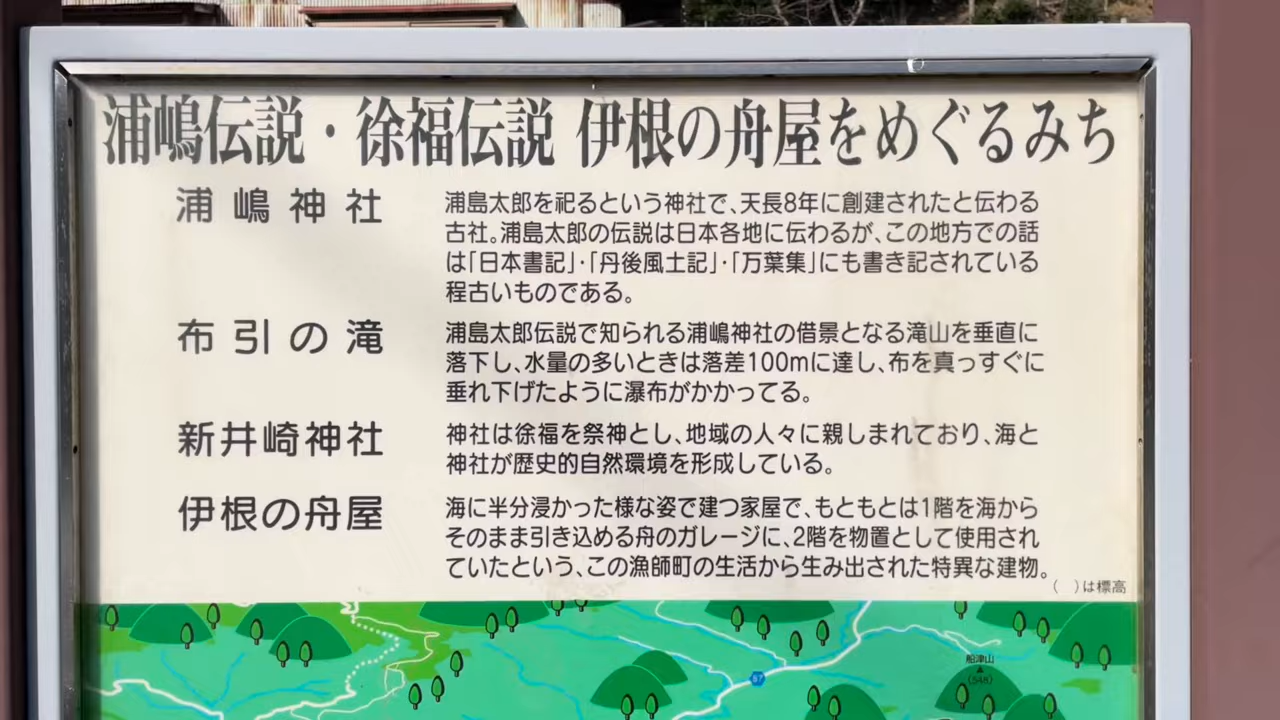 浦嶋伝説・徐福伝説 伊根の舟屋をめぐるみち
浦嶋神社
浦島太郎を祀るという神社で、天長8年に創建されたと伝わる
古社。浦島太郎の伝説は日本各地に伝わるが、この地方での話
は「日本書記」・「丹後風土記」・「万葉集」にも書き記されている
程古いものである。
布引の滝
浦島太郎伝説で知られる浦嶋神社の借景となる滝山を垂直に
落下し、水量の多いときは落差100mに達し、布を真っすぐに
垂れ下げたように瀑布がかかってる。
新井崎神社
神社は徐福を祭神とし、地域の人々に親しまれており、海と
神社が歴史的自然環境を形成している。
伊根の舟屋
海に半分浸かった様な姿で建つ家屋で、もともとは1階を海から
そのまま引き込める舟のガレージに、2階を物置として使用され
ていたという、この漁師町の生活から生み出された特異な建物。
（ ）は標高
船津山
(548)
57